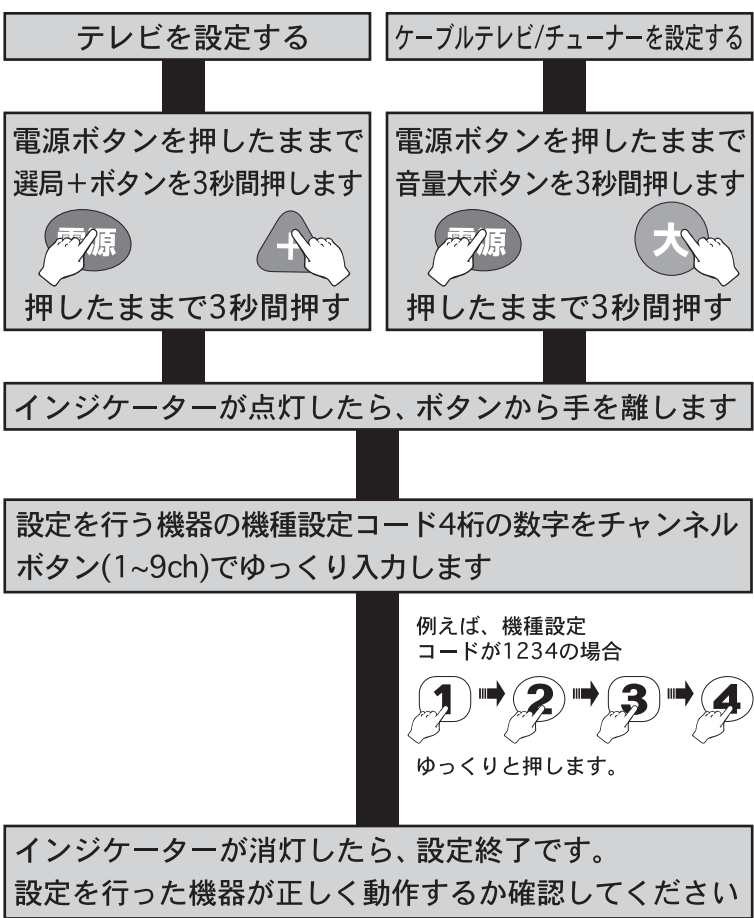 テレビを設定する
電源ボタンを押したままで
選局＋ボタンを3秒間押します
電源
＋
押したままで3秒間押す
ケーブルテレビ/チューナーを設定する
電源ボタンを押したままで
音量大ボタンを3秒間押します
電源
大
押したままで3秒間押す
インジケーターが点灯したら、ボタンから手を離します
設定を行う機器の機種設定コード4桁の数字をチャンネル
ボタン(1~9ch)でゆっくり入力します
例えば、機種設定
コードが1234の場合
1 ➡ 2 ➡ 3 ➡ 4
ゆっくりと押します。
インジケーターが消灯したら、設定終了です。
設定を行った機器が正しく動作するか確認してください